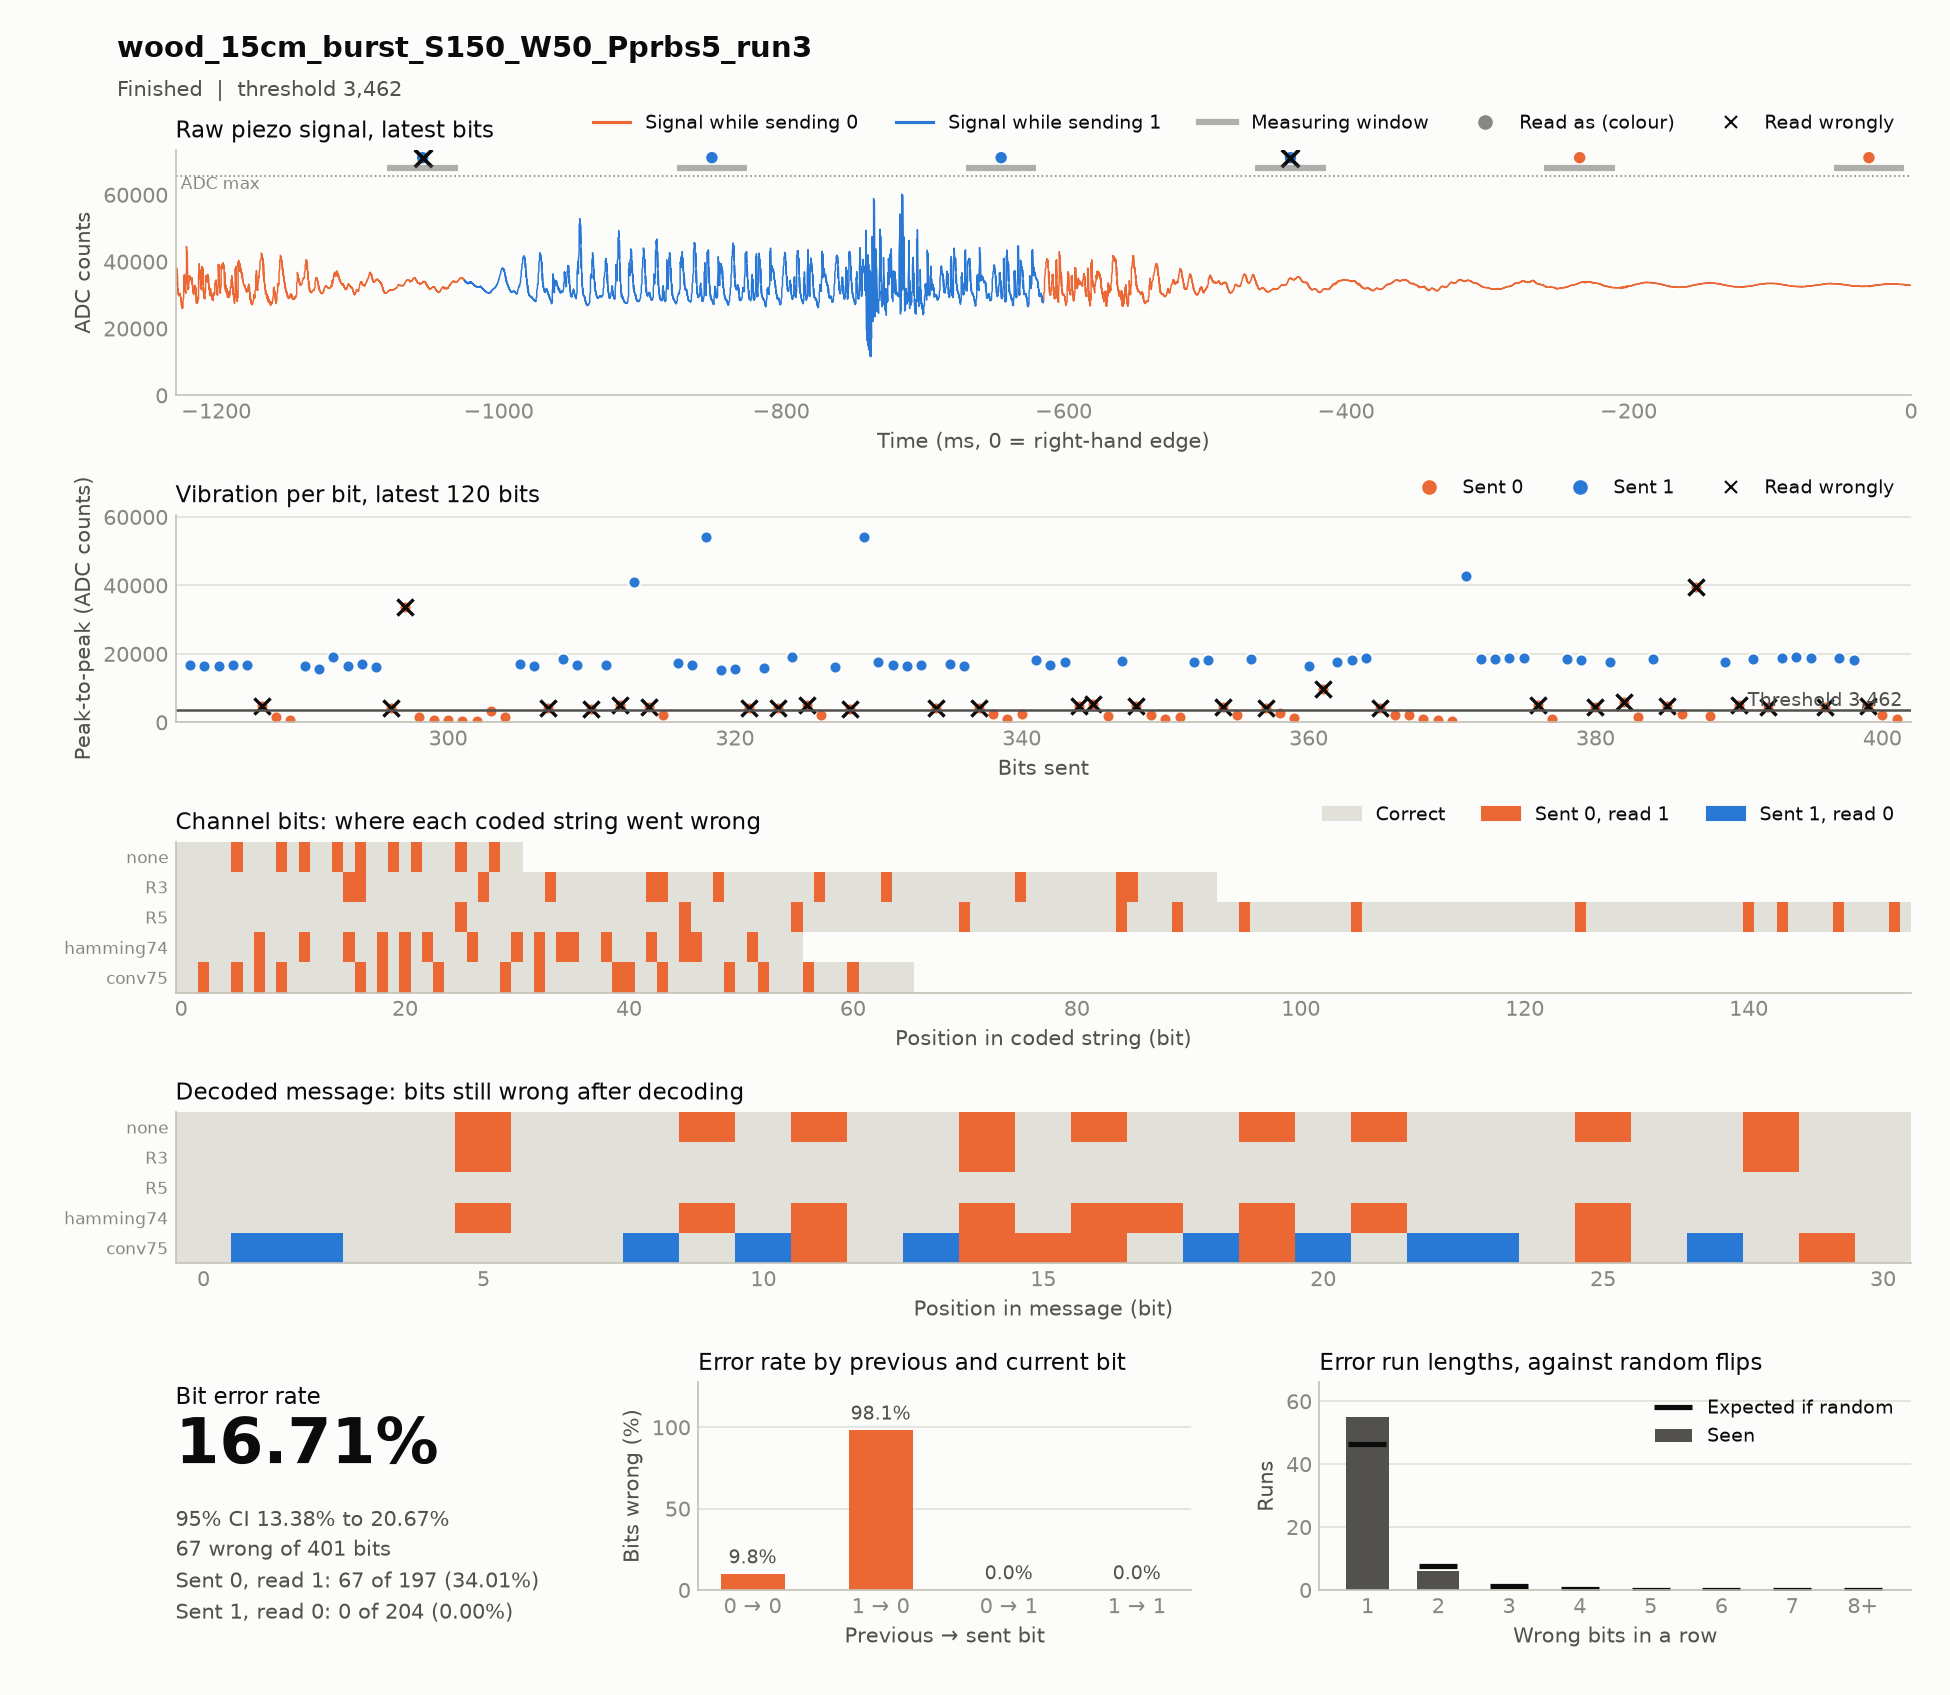 wood_15cm_burst_S150_W50_Pprbs5_run3
Finished | threshold 3,462
Raw piezo signal, latest bits
Signal while sending 0
Signal while sending 1
Measuring window
Read as (colour)
Read wrongly
ADC max
60000
40000
20000
0
ADC counts
−1200
−1000
−800
−600
−400
−200
0
Time (ms, 0 = right-hand edge)
Vibration per bit, latest 120 bits
Sent 0
Sent 1
Read wrongly
60000
40000
20000
0
Peak-to-peak (ADC counts)
Threshold 3,462
300
320
340
360
380
400
Bits sent
Channel bits: where each coded string went wrong
Correct
Sent 0, read 1
Sent 1, read 0
none
R3
R5
hamming74
conv75
0
20
40
60
80
100
120
140
Position in coded string (bit)
Decoded message: bits still wrong after decoding
none
R3
R5
hamming74
conv75
0
5
10
15
20
25
30
Position in message (bit)
Bit error rate
16.71%
95% CI 13.38% to 20.67%
67 wrong of 401 bits
Sent 0, read 1: 67 of 197 (34.01%)
Sent 1, read 0: 0 of 204 (0.00%)
Error rate by previous and current bit
Bits wrong (%)
100
50
0
9.8%
98.1%
0.0%
0.0%
0 → 0
1 → 0
0 → 1
1 → 1
Previous → sent bit
Error run lengths, against random flips
Expected if random
Seen
Runs
60
40
20
0
1
2
3
4
5
6
7
8+
Wrong bits in a row